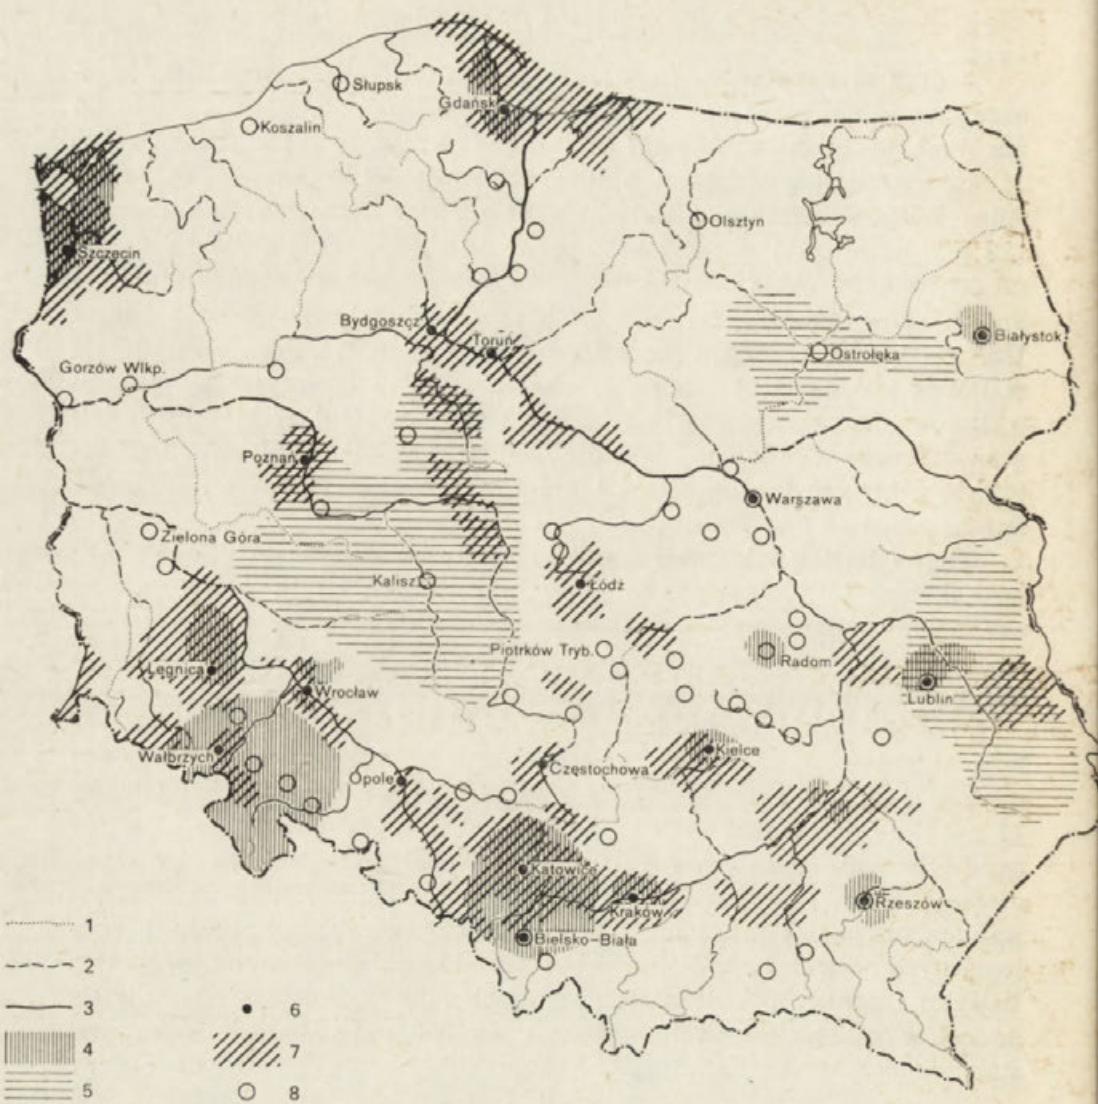 Słupsk
Gdańsk
Koszalin
Olsztyn
Szczecin
Bydgoszcz
Toruń
Białystok
Ostrołęka
Gorzów Wlkp.
Poznań
Warszawa
Zielona Góra
Kalisz
Łódź
Piotrków Tryb.
Radom
Legnica
Wrocław
Lublin
Wałbrzych
Kielce
Opole
Częstochowa
Katowice
Kraków
Rzeszów
Bielsko-Biała
1
2
3 6
4 7
5 8